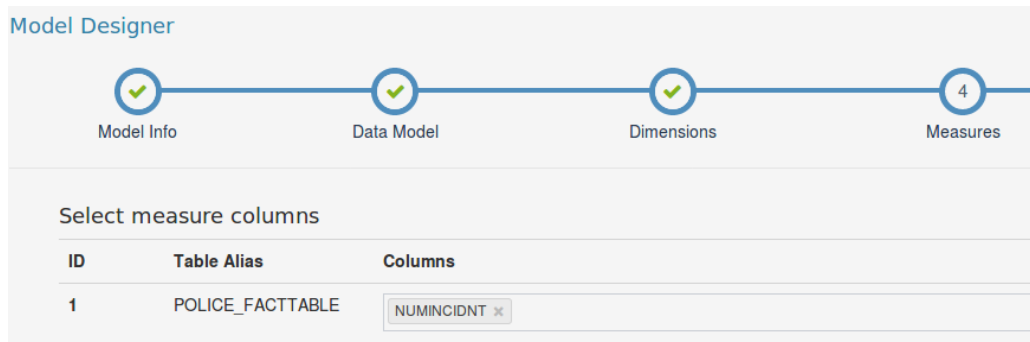 Model Designer
4
Model Info Data Model Dimensions Measures
Select measure columns
ID Table Alias Columns
1 POLICE_FACTTABLE NUMINCIDNT ×